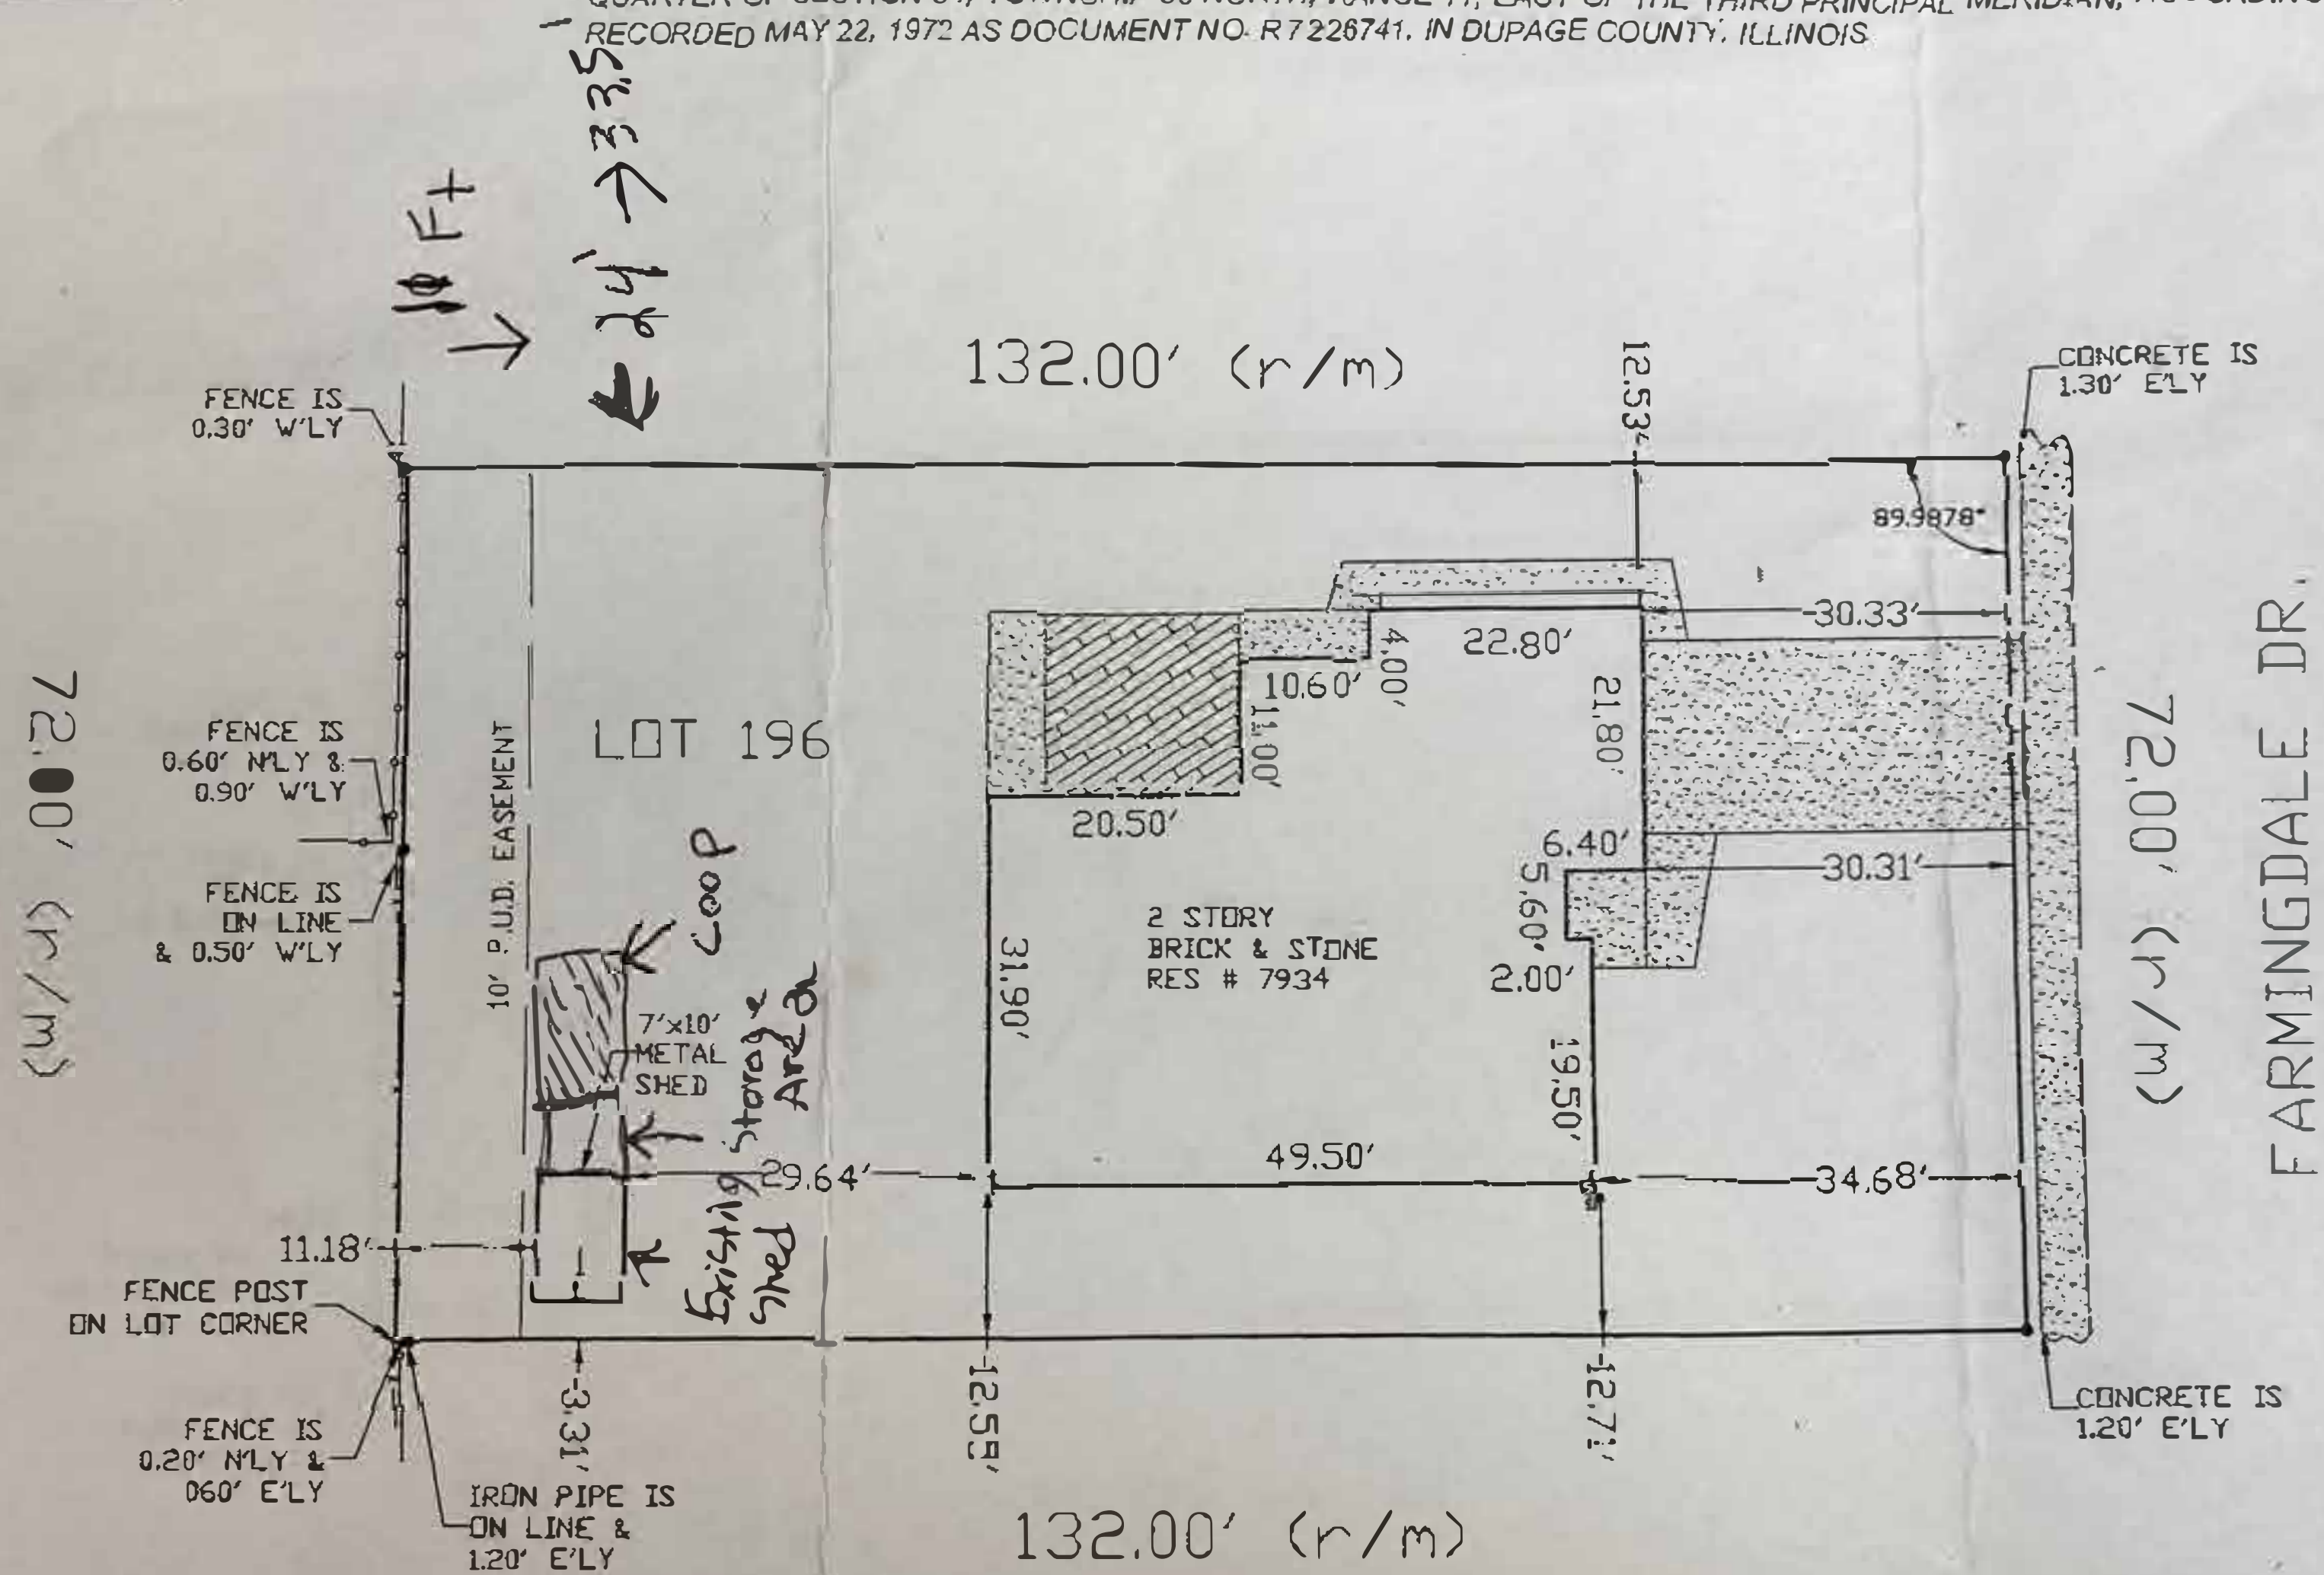 RECORDED MAY 22, 1972 AS DOCUMENT NO. R7226741, IN DUPAGE COUNTY, ILLINOIS
10 Ft
24' → 33.5
132.00' (r/m)
12.53'
CONCRETE IS
1.30' E'LY
FENCE IS
0.30' W'LY
89.9878°
30.33'
22.80'
4.00'
10.60'
11.00'
21.80'
72.00' (r/m)
FENCE IS
0.60' N'LY &
0.90' W'LY
10' P.U.D. EASEMENT
LOT 196
20.50'
6.40'
30.31'
72.00' (r/m)
FARMINGDALE DR.
FENCE IS
ON LINE
& 0.50' W'LY
Coop
5.60'
2 STORY
BRICK & STONE
RES # 7934
31.90'
2.00'
7'x10'
METAL
SHED
Storage
Area
19.50'
49.50'
29.64'
34.68'
11.18'
Existing
Shed
FENCE POST
ON LOT CORNER
3.31'
12.71'
CONCRETE IS
1.20' E'LY
FENCE IS
0.20' N'LY &
060' E'LY
IRON PIPE IS
ON LINE &
1.20' E'LY
132.00' (r/m)